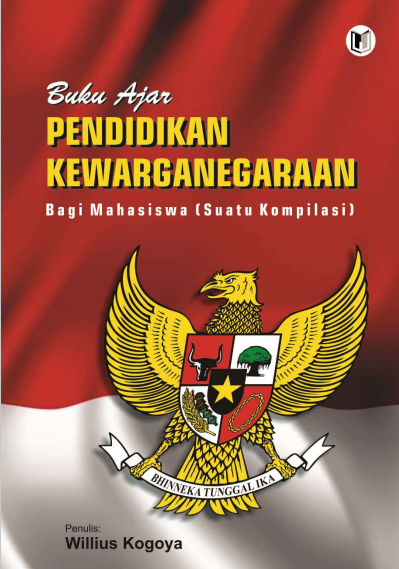 Buku Ajar
PENDIDIKAN
KEWARGANEGARAAN
Bagi Mahasiswa (Suatu Kompilasi)
BHINNEKA TUNGGAL IKA
Penulis:
Willius Kogoya